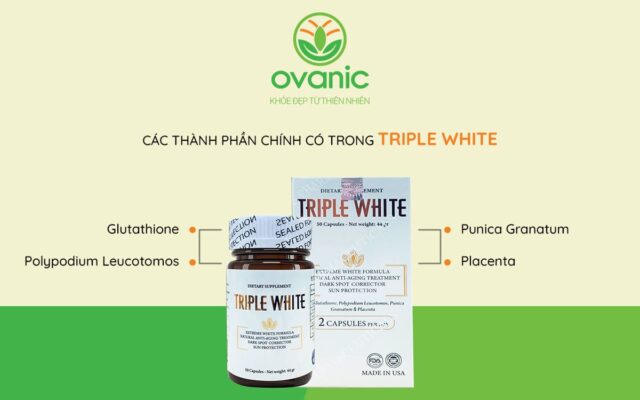 ovanic
KHỎE ĐẸP TỪ THIÊN NHIÊN
CÁC THÀNH PHẦN CHÍNH CÓ TRONG TRIPLE WHITE
Glutathione
Polypodium Leucotomos
Punica Granatum
Placenta
SEALED FOR
DIETARY SUPPLEMENT
TRIPLE WHITE
EXTREME WHITE FORMULA
NATURAL ANTI-AGING TREATMENT
DARK SPOT CORRECTOR
SUN PROTECTION
50 Capsules - Net weight: 44 gr
SUPPLEMENT
TRIPLE WHITE
50 Capsules - Net weight: 44 gr
EXTREME WHITE FORMULA
ANTI-AGING TREATMENT
DARK SPOT CORRECTOR
SUN PROTECTION
Polypodium Leucotomos, Punica
Granatum & Placenta
2 CAPSULES
FDA
MADE IN USA